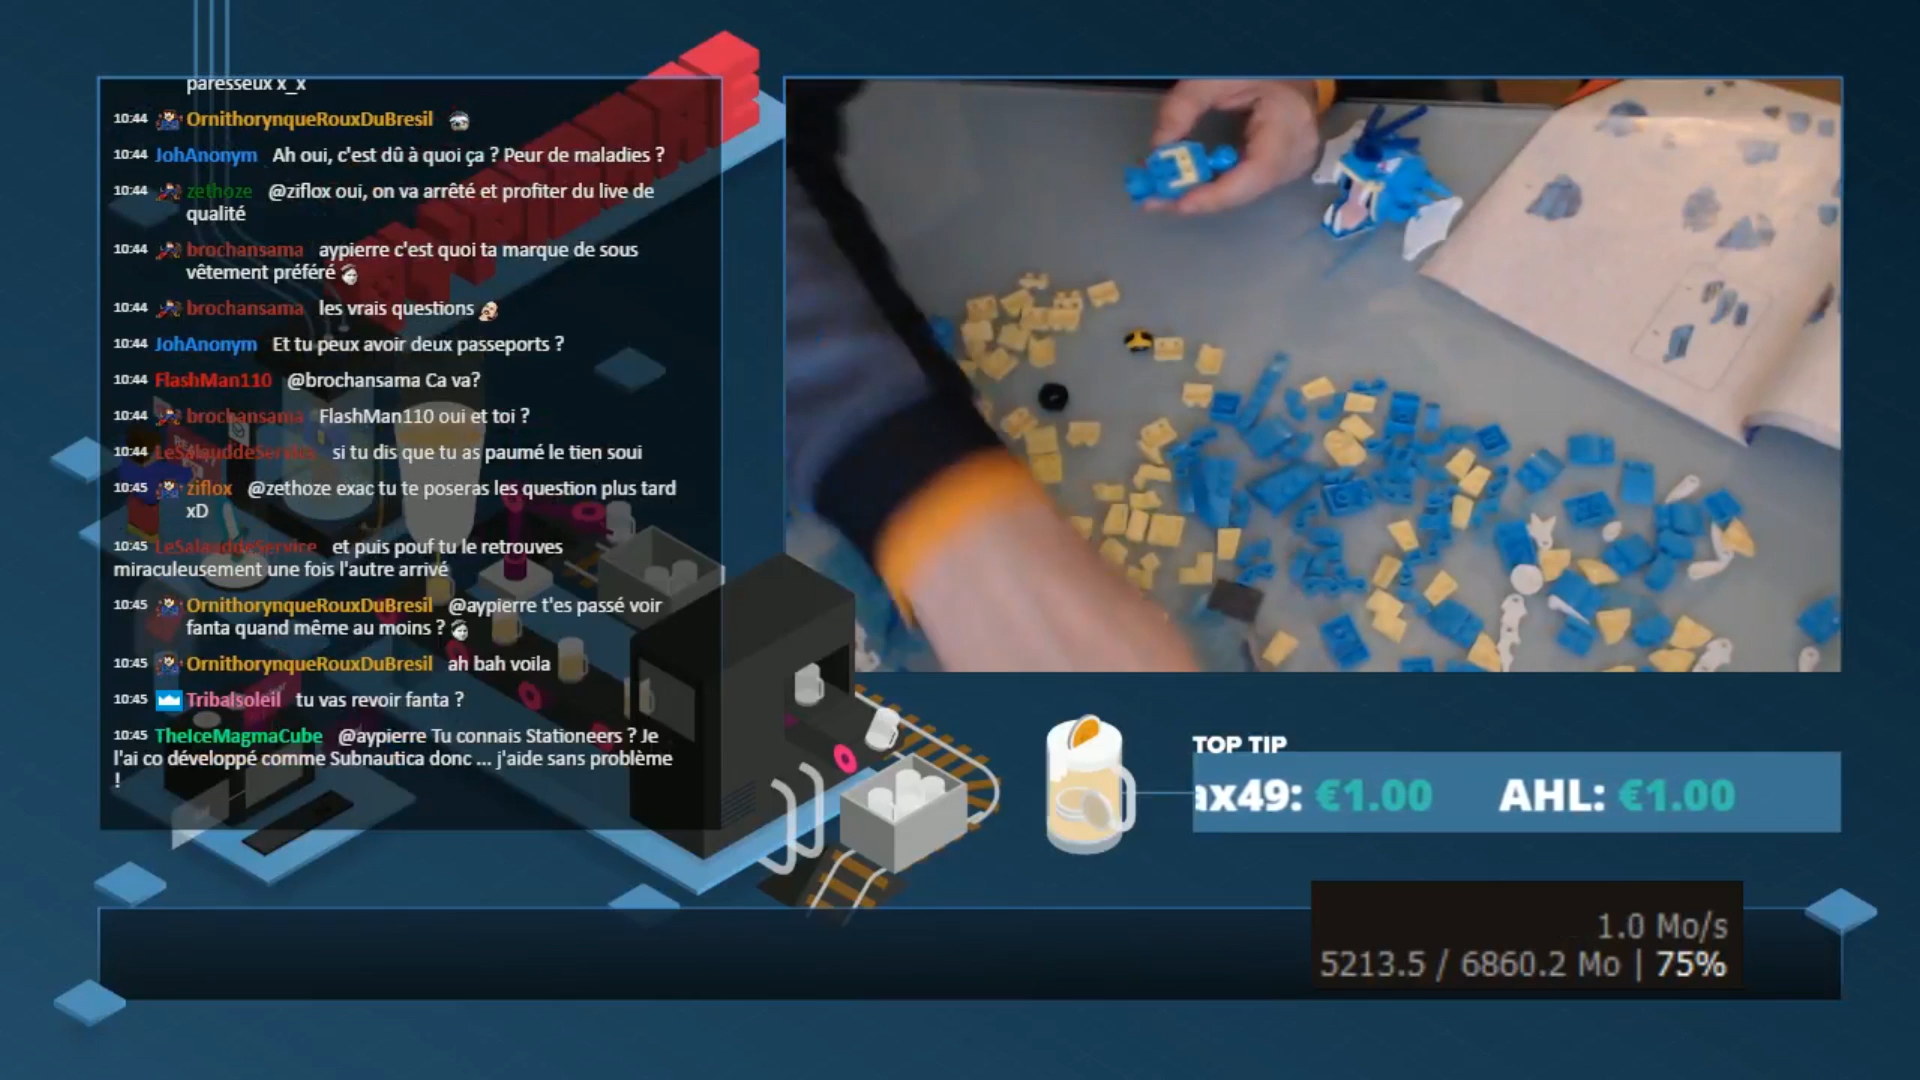 paresseux x_x
10:44 OrnithorynqueRouxDuBresil
10:44 JohAnonym Ah oui, c'est dû à quoi ça ? Peur de maladies ?
10:44 zethoze @ziflox oui, on va arrêté et profiter du live de
qualité
10:44 brochansama aypierre c'est quoi ta marque de sous
vêtement préféré
10:44 brochansama les vrais questions
10:44 JohAnonym Et tu peux avoir deux passeports ?
10:44 FlashMan110 @brochansama Ca va?
10:44 brochansama FlashMan110 oui et toi ?
10:44 LeSalauddeService si tu dis que tu as paumé le tien soui
10:45 ziflox @zethoze exac tu te poseras les question plus tard
xD
10:45 LeSalauddeService et puis pouf tu le retrouves
miraculeusement une fois l'autre arrivé
10:45 OrnithorynqueRouxDuBresil @aypierre t'es passé voir
fanta quand même au moins ?
10:45 OrnithorynqueRouxDuBresil ah bah voila
10:45 Tribalsoleil tu vas revoir fanta ?
10:45 TheIceMagmaCube @aypierre Tu connais Stationeers ? Je
l'ai co développé comme Subnautica donc ... j'aide sans problème
!
TOP TIP
ax49: €1.00 AHL: €1.00
1.0 Mo/s
5213.5 / 6860.2 Mo | 75%